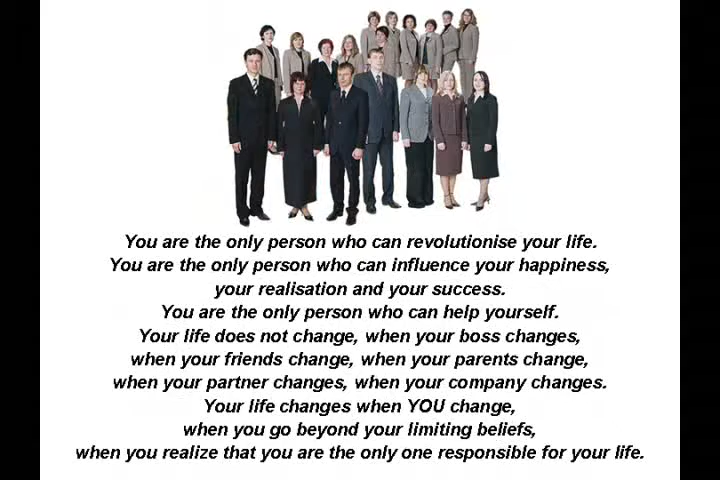 You are the only person who can revolutionise your life.
You are the only person who can influence your happiness,
your realisation and your success.
You are the only person who can help yourself.
Your life does not change, when your boss changes,
when your friends change, when your parents change,
when your partner changes, when your company changes.
Your life changes when YOU change,
when you go beyond your limiting beliefs,
when you realize that you are the only one responsible for your life.